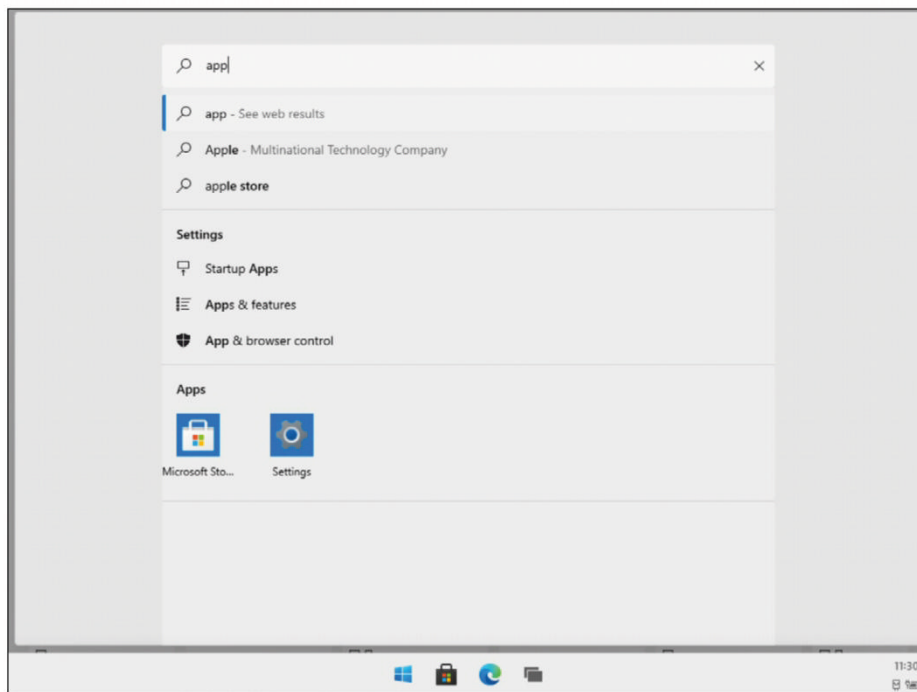 app
app - See web results
Apple - Multinational Technology Company
apple store
Settings
Startup Apps
Apps & features
App & browser control
Apps
Microsoft Sto...
Settings
11:30